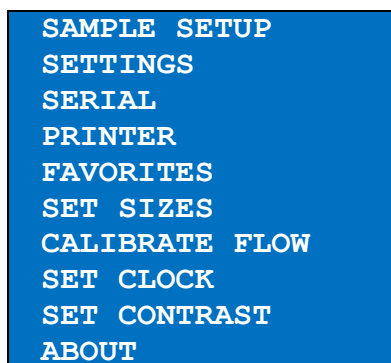 SAMPLE SETUP
SETTINGS
SERIAL
PRINTER
FAVORITES
SET SIZES
CALIBRATE FLOW
SET CLOCK
SET CONTRAST
ABOUT